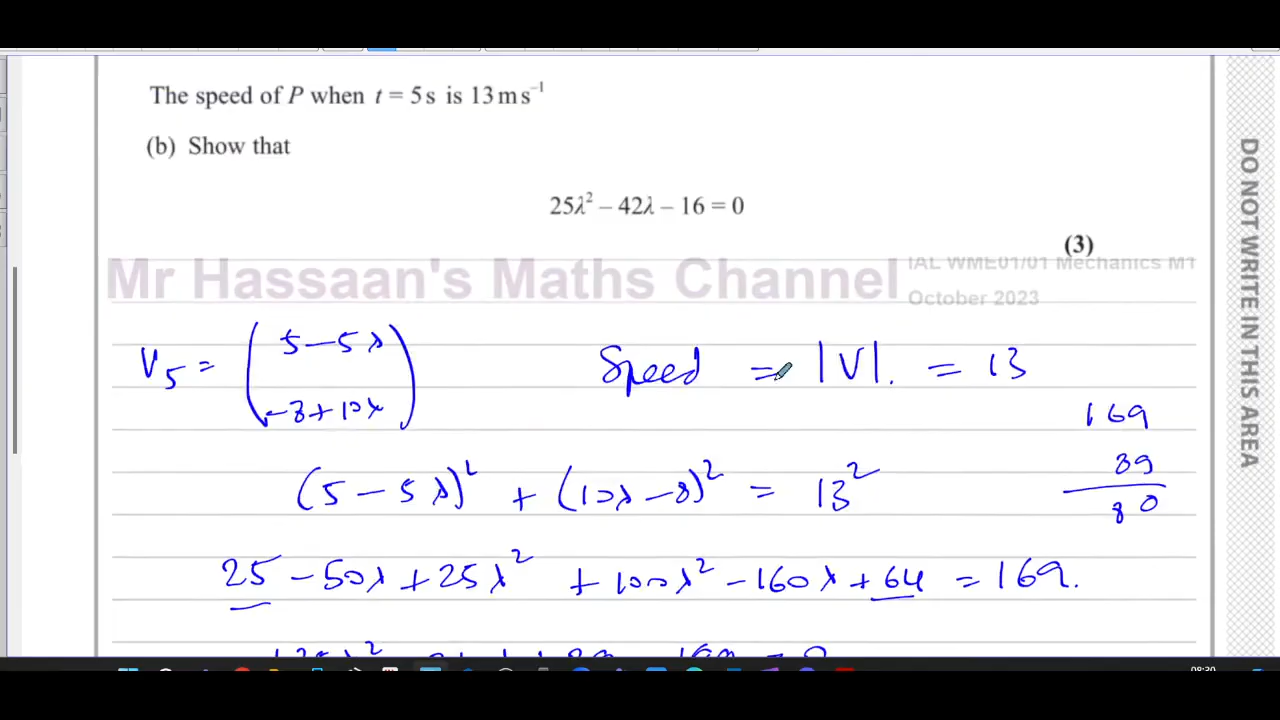 The speed of P when t = 5 s is 13 m s⁻¹
(b) Show that
25λ² – 42λ – 16 = 0
(3)
Mr Hassaan's Maths Channel
IAL WME01/01 Mechanics M1
October 2023
V₅ = (5 – 5λ
–8 + 10λ)
Speed = |V|. = 13
169
89
80
(5 – 5λ)² + (10λ – 8)² = 13²
25 – 50λ + 25λ² + 100λ² – 160λ + 64 = 169.
DO NOT WRITE IN THIS AREA
08:30